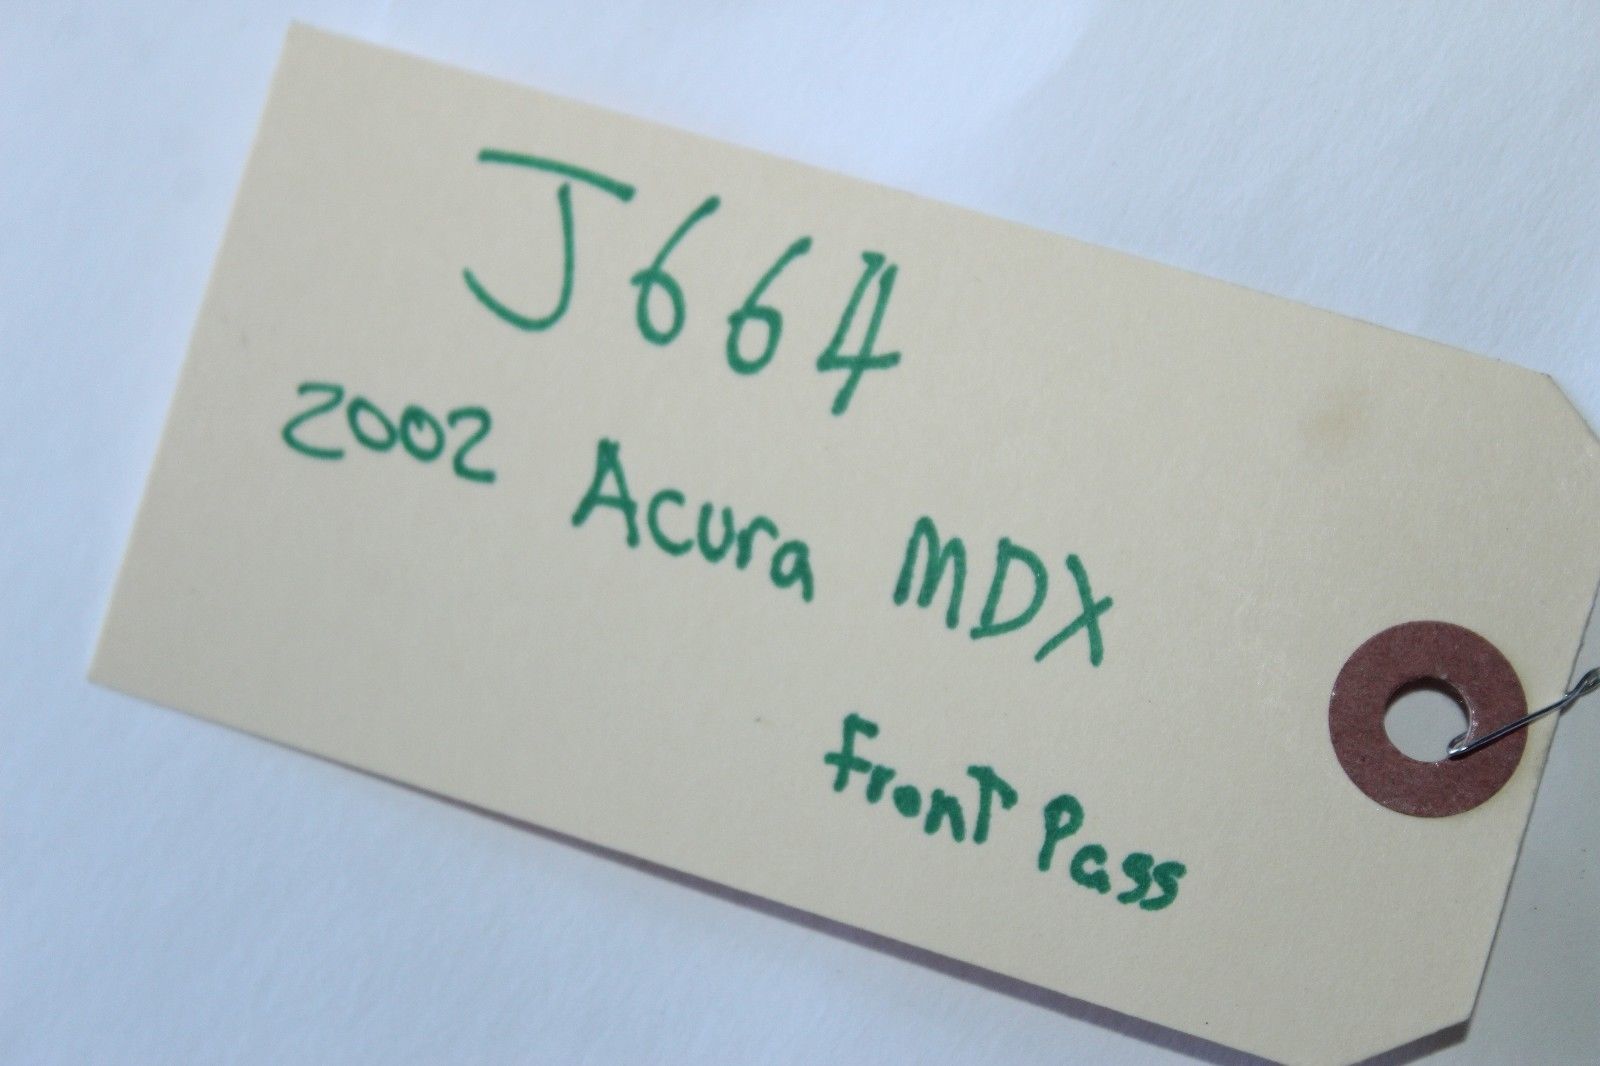 J664
2002 Acura MDX
Front Pass